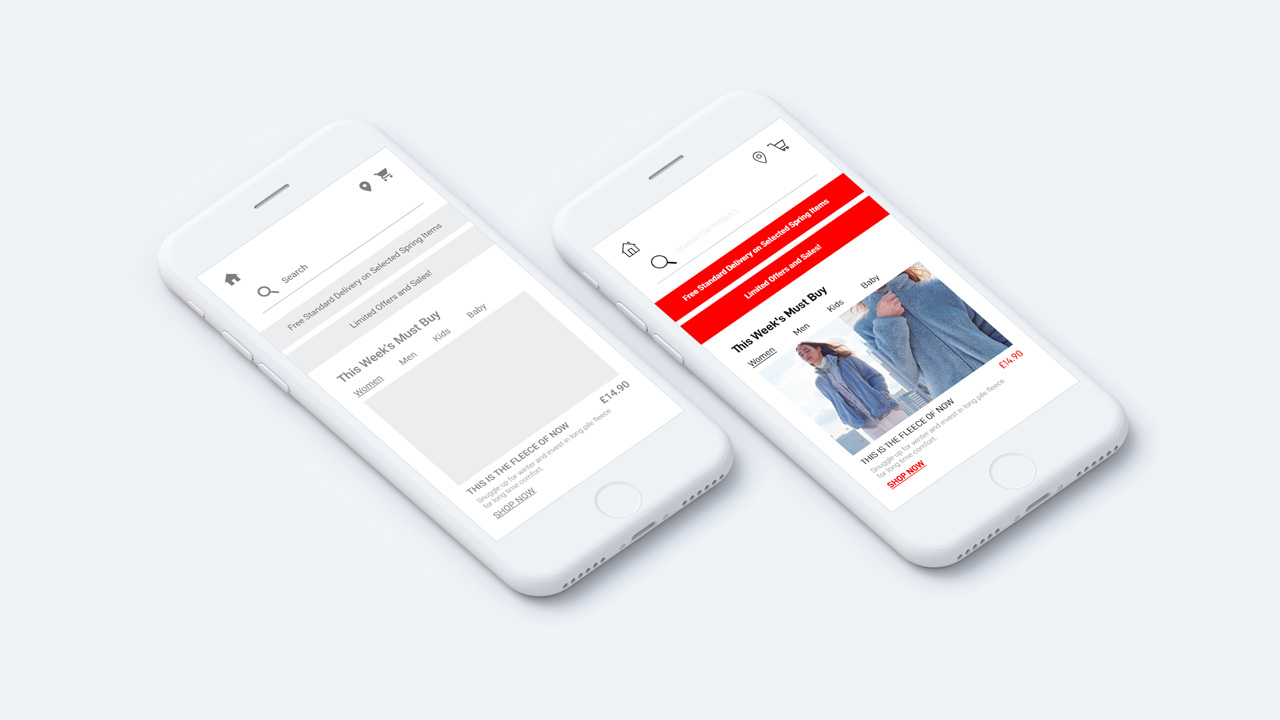 Search
Free Standard Delivery on Selected Spring Items
Limited Offers and Sales!
This Week's Must Buy
Women Men Kids Baby
£14.90
THIS IS THE FLEECE OF NOW
Snuggle up for winter and invest in long pile fleece
for long time comfort.
SHOP NOW
SEARCH FOR PRODUCT...
Free Standard Delivery on Selected Spring Items
Limited Offers and Sales!
This Week's Must Buy
Women Men Kids Baby
£14.90
THIS IS THE FLEECE OF NOW
Snuggle up for winter and invest in long pile fleece
for long time comfort.
SHOP NOW